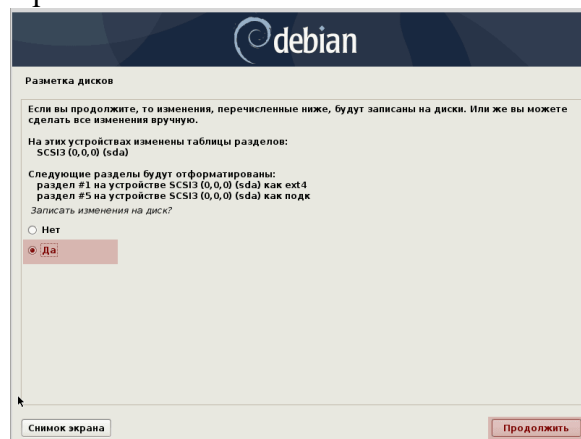 debian
Разметка дисков
Если вы продолжите, то изменения, перечисленные ниже, будут записаны на диски. Или же вы можете
сделать все изменения вручную.
На этих устройствах изменены таблицы разделов:
SCSI3 (0,0,0) (sda)
Следующие разделы будут отформатированы:
раздел #1 на устройстве SCSI3 (0,0,0) (sda) как ext4
раздел #5 на устройстве SCSI3 (0,0,0) (sda) как подк
Записать изменения на диск?
Нет
Да
Снимок экрана
Продолжить